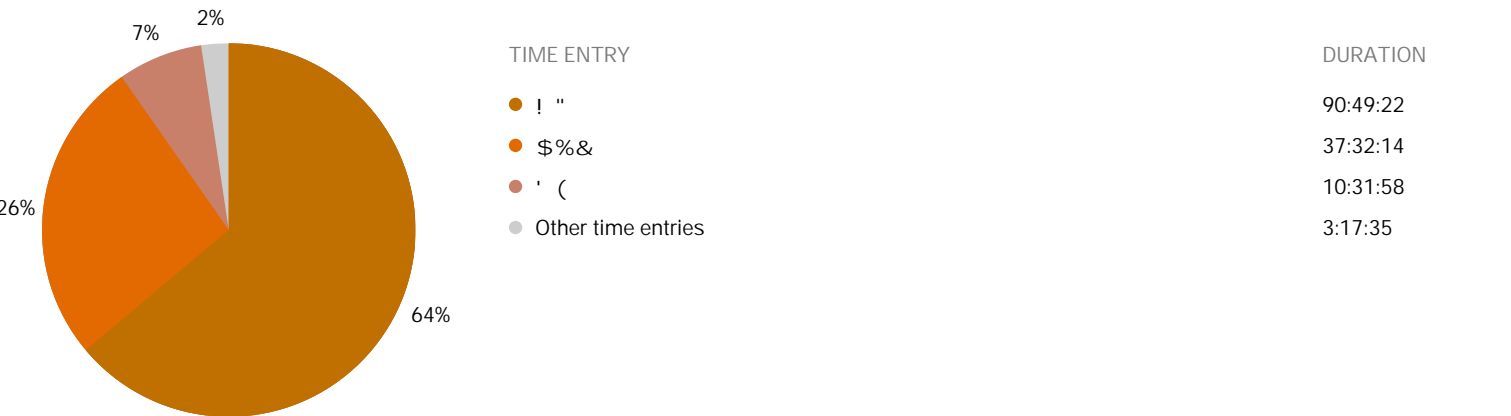 2%
7%
26%
64%
TIME ENTRY DURATION
! " 90:49:22
$%& 37:32:14
' ( 10:31:58
Other time entries 3:17:35